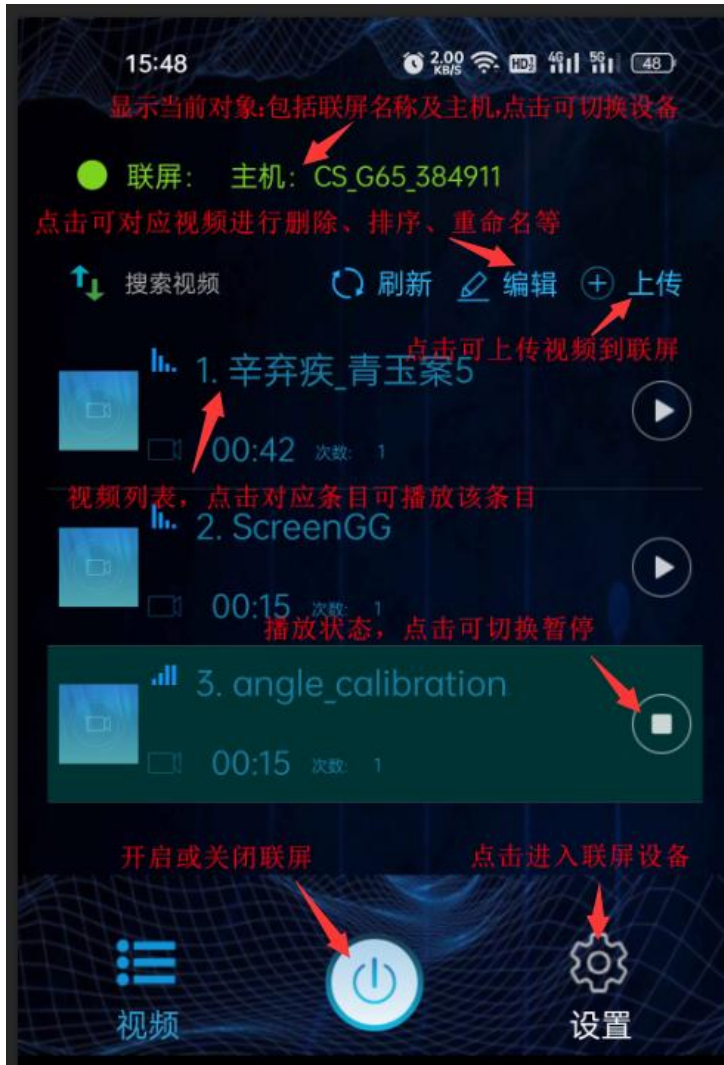 15:48 2.00 KB/S HD 4G 5G 48
显示当前对象:包括联屏名称及主机,点击可切换设备
联屏: 主机: CS_G65_384911
点击可对应视频进行删除、排序、重命名等
搜索视频 刷新 编辑 上传
点击可上传视频到联屏
1. 辛弃疾_青玉案5
00:42 次数: 1
视频列表，点击对应条目可播放该条目
2. ScreenGG
00:15 次数: 1
播放状态，点击可切换暂停
3. angle_calibration
00:15 次数: 1
开启或关闭联屏 点击进入联屏设备
视频 设置